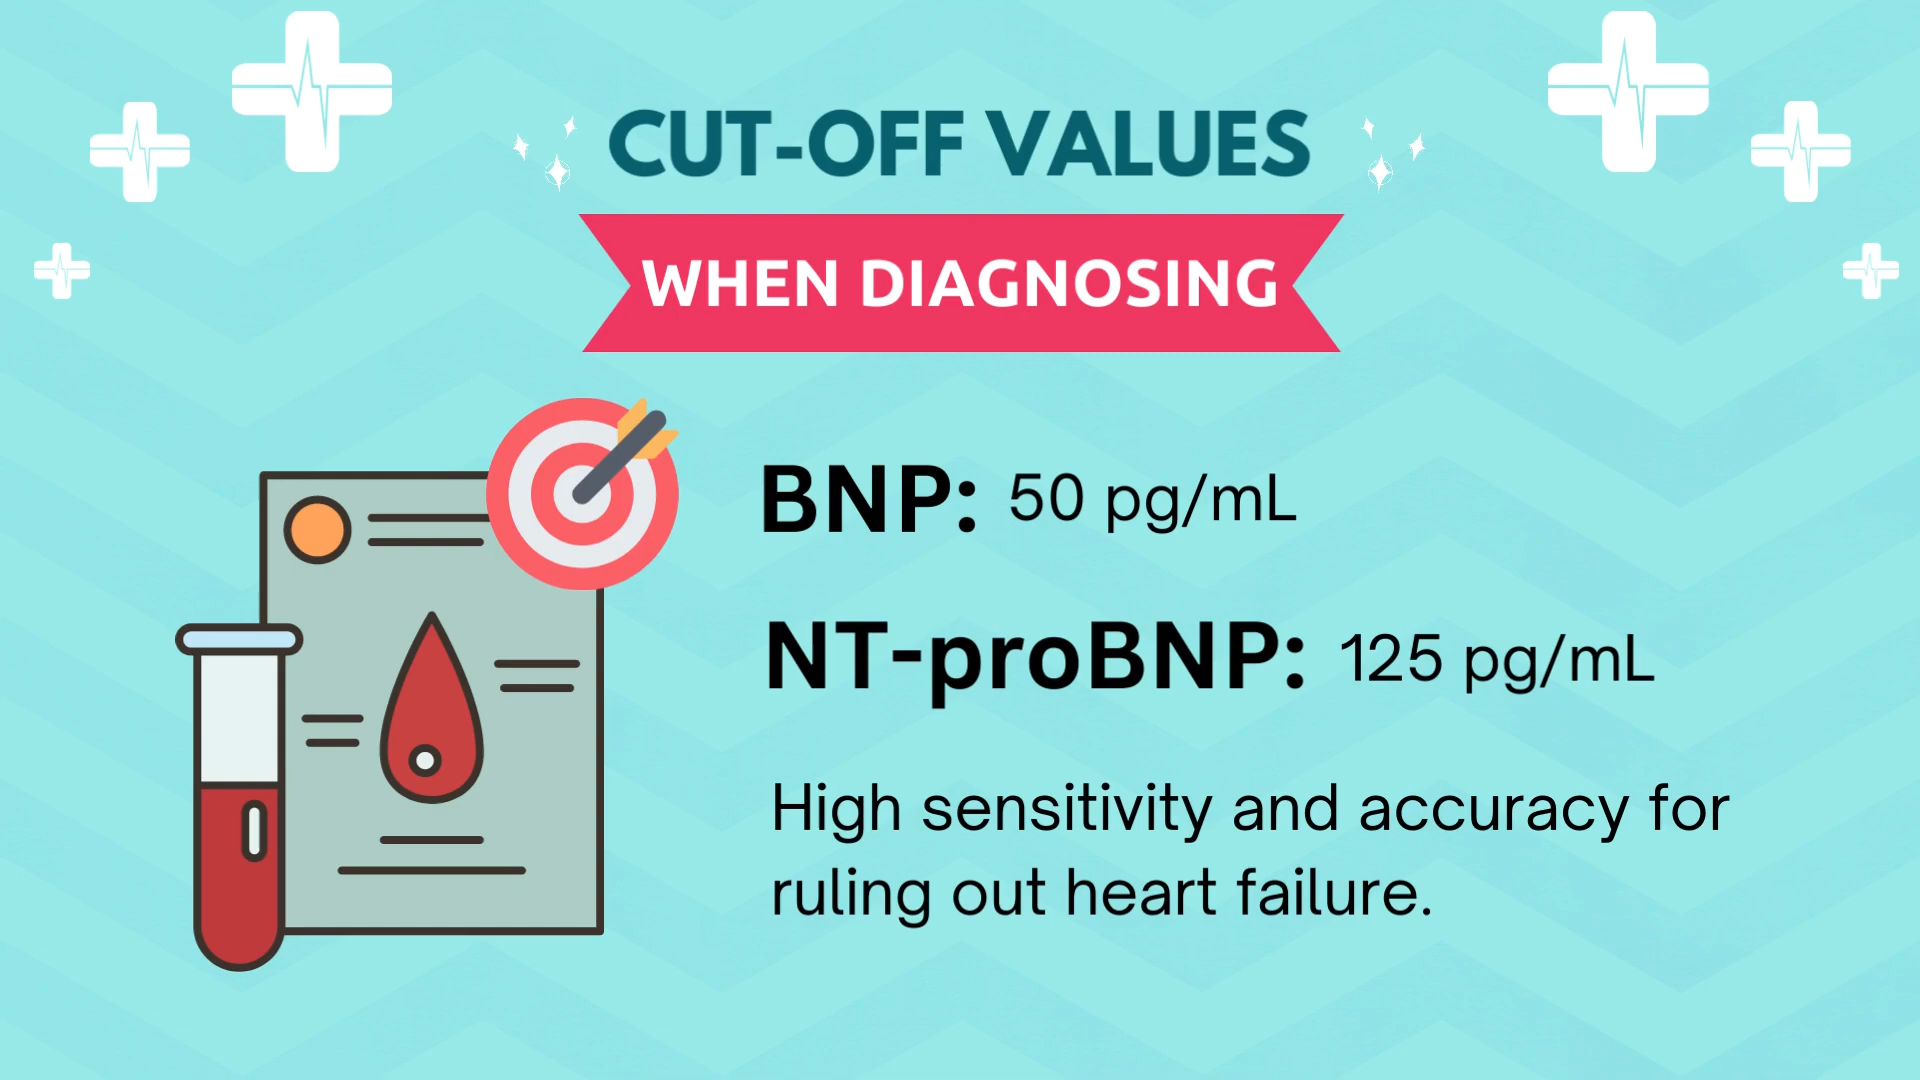 CUT-OFF VALUES
WHEN DIAGNOSING
BNP: 50 pg/mL
NT-proBNP: 125 pg/mL
High sensitivity and accuracy for
ruling out heart failure.